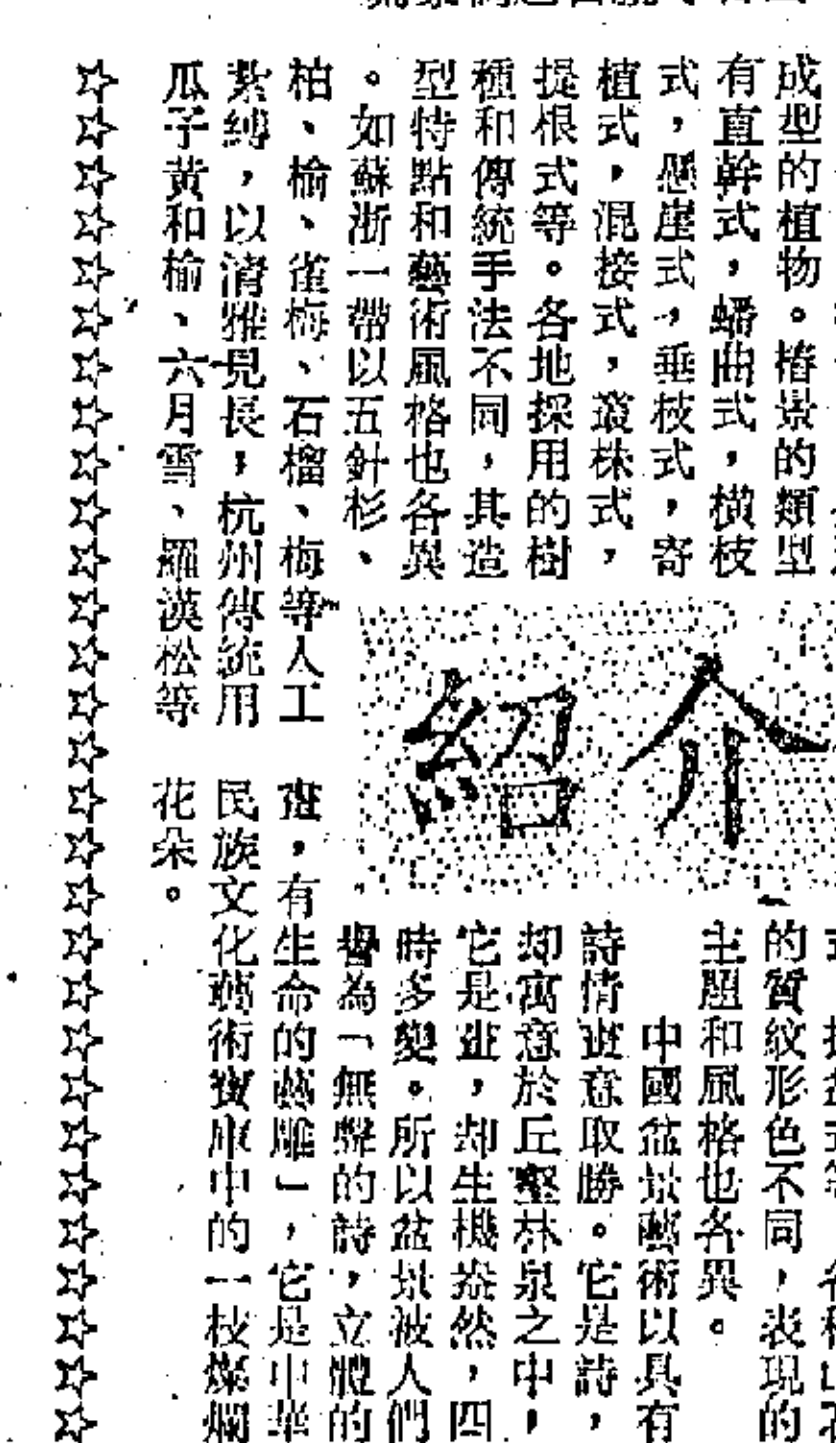 成型的植物。樁景的類型
有直幹式，蟠曲式，橫枝
式，懸崖式，垂枝式，寄
植式，混接式，叢株式，
提根式等。各地採用的樹
種和傳統手法不同，其造
型特點和藝術風格也各異
。如蘇浙一帶以五針杉、
柏、榆、雀梅、石榴、梅等人工
紮縛，以清雅見長，杭州傳統用
瓜子黃和榆、六月雪、羅漢松等
介紹
的質紋形色不同，表現的
主題和風格也各異。
中國盆景藝術以具有
詩情畫意取勝。它是詩，
却寓意於丘壑林泉之中，
它是畫，却生機盎然，四
時多變。所以盆景被人們
譽為「無聲的詩，立體的
畫，有生命的藝雕」，它是中華
民族文化藝術寶庫中的一枝燦爛
花朵。